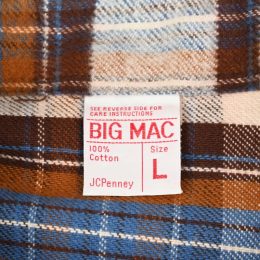 SEE REVERSE SIDE FOR
CARE INSTRUCTIONS
BIG MAC
100% Size
Cotton L
JCPenney